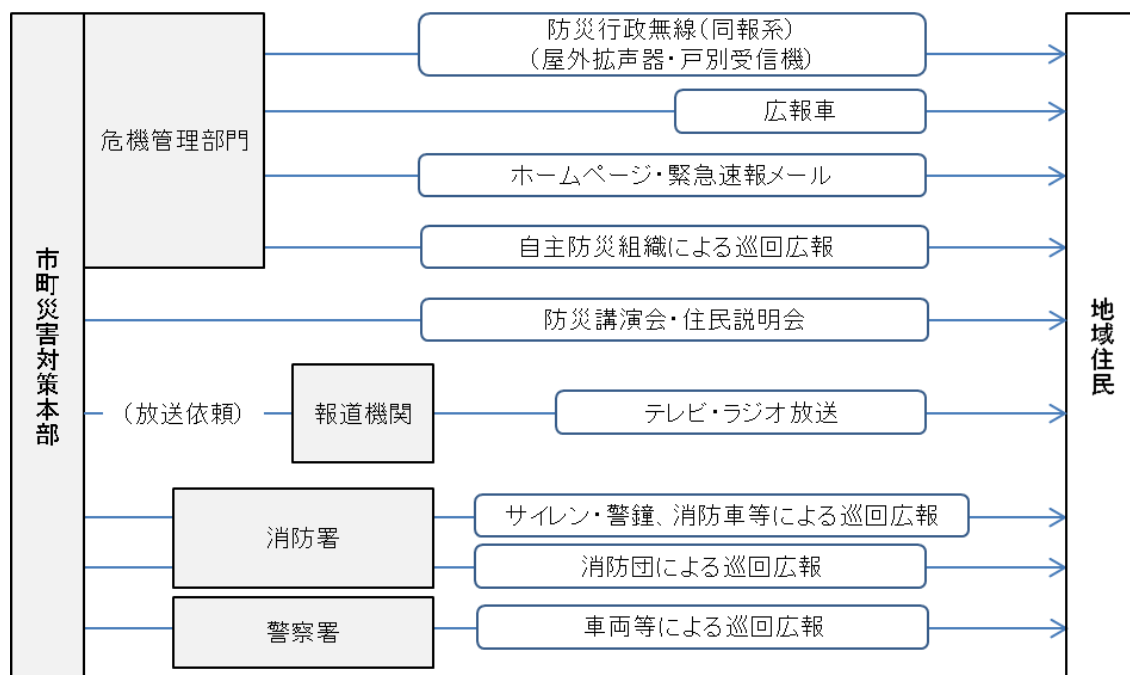 市町災害対策本部
危機管理部門
防災行政無線(同報系)
(屋外拡声器・戸別受信機)
広報車
ホームページ・緊急速報メール
自主防災組織による巡回広報
防災講演会・住民説明会
(放送依頼)
報道機関
テレビ・ラジオ放送
消防署
サイレン・警鐘、消防車等による巡回広報
消防団による巡回広報
警察署
車両等による巡回広報
地域住民